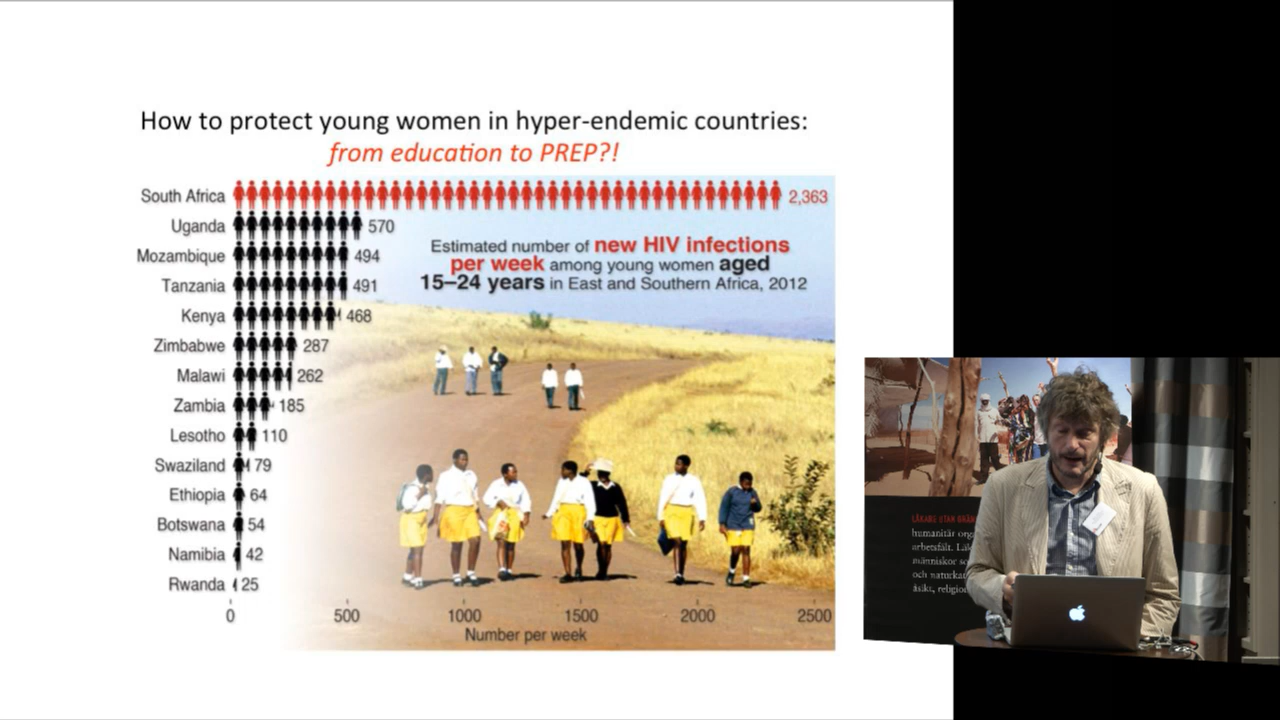 How to protect young women in hyper-endemic countries:
from education to PREP?!
South Africa 2,363
Uganda 570
Mozambique 494
Tanzania 491
Kenya 468
Zimbabwe 287
Malawi 262
Zambia 185
Lesotho 110
Swaziland 79
Ethiopia 64
Botswana 54
Namibia 42
Rwanda 25
Estimated number of new HIV infections
per week among young women aged
15–24 years in East and Southern Africa, 2012
0 500 1000 1500 2000 2500
Number per week
LÄKARE UTAN
humanitär
arbetsfält.
människor
och
åsikt, religion